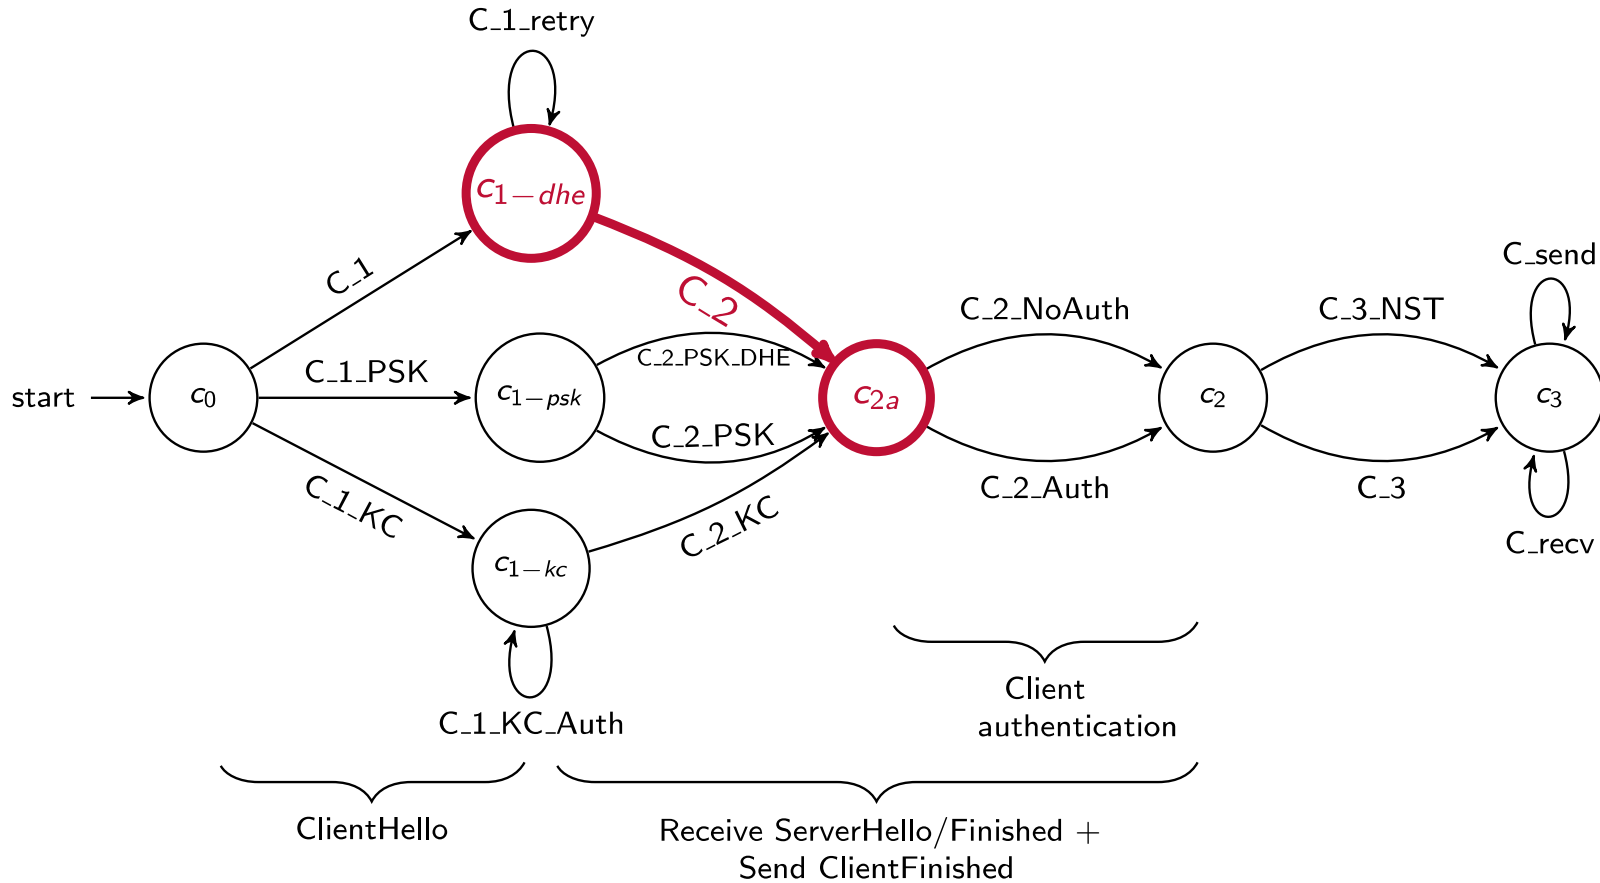 C_1_retry
c1−dhe
C_1
C_2
C_send
C_2_NoAuth
C_3_NST
C_1_PSK
C_2_PSK_DHE
start
c0
c1−psk
c2a
c2
c3
C_2_PSK
C_2_Auth
C_3
C_1_KC
C_2_KC
C_recv
c1−kc
Client
authentication
C_1_KC_Auth
ClientHello
Receive ServerHello/Finished +
Send ClientFinished